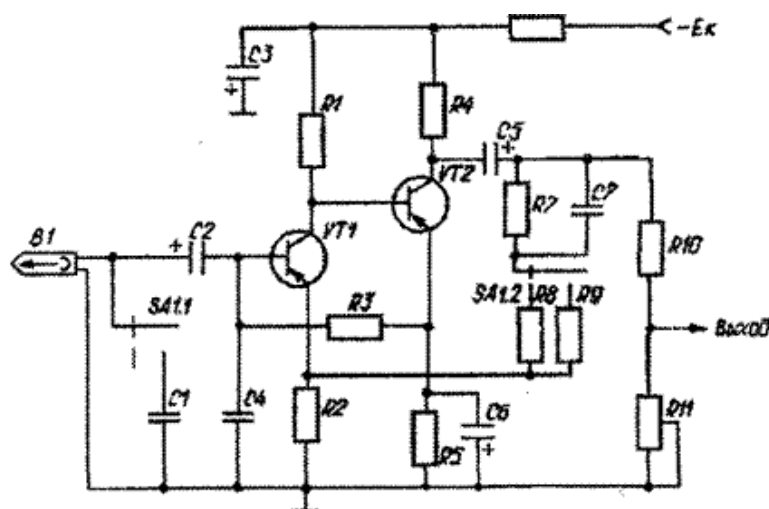 -Ек
C3
R1
R4
C5
VT2
R7
C7
B1
C2
VT1
R10
SA1.1
R3
SA1.2
R8
R9
Выход
C1
C4
R2
R5
C6
R11
+
+
+
+